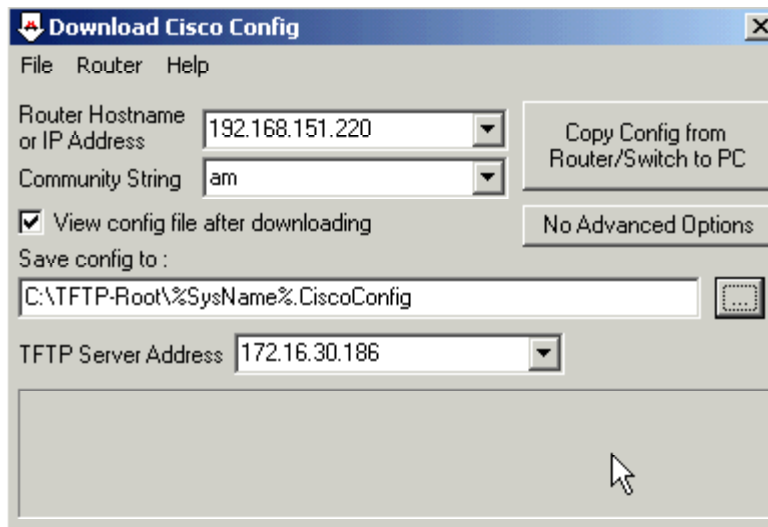 Download Cisco Config
File Router Help
Router Hostname
or IP Address
192.168.151.220
Copy Config from
Router/Switch to PC
Community String
am
View config file after downloading
No Advanced Options
Save config to :
C:\TFTP-Root\%SysName%.CiscoConfig
...
TFTP Server Address
172.16.30.186